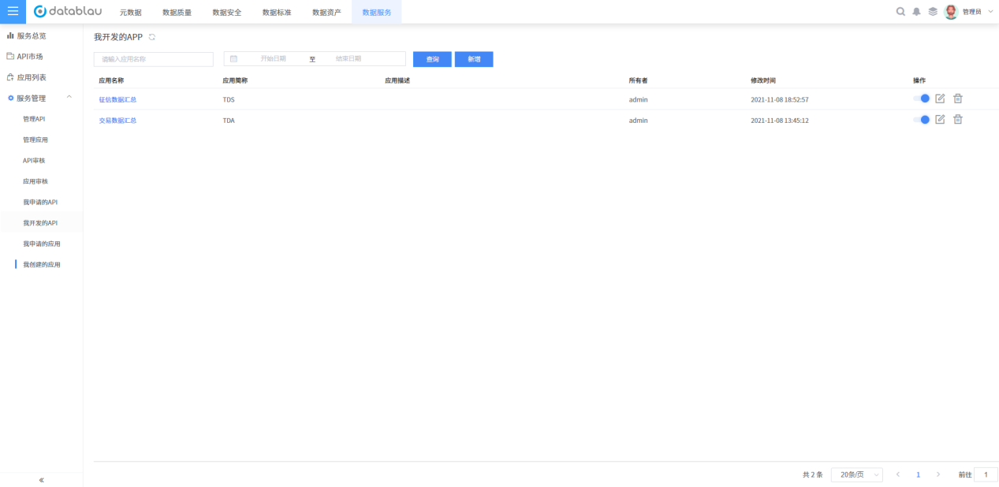 datablau 元数据 数据质量 数据安全 数据标准 数据资产 数据服务 管理员
服务总览
API市场
应用列表
服务管理
管理API
管理应用
API审核
应用审核
我申请的API
我开发的API
我申请的应用
我创建的应用
我开发的APP
请输入应用名称 开始日期 至 结束日期 查询 新增
应用名称 应用简称 应用描述 所有者 修改时间 操作
征信数据汇总 TDS admin 2021-11-08 18:52:57
交易数据汇总 TDA admin 2021-11-08 13:45:12
共 2 条 20条/页 1 前往 1